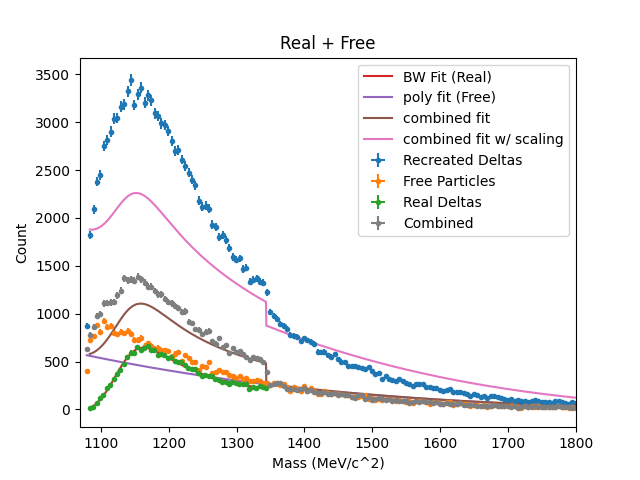 Real + Free
BW Fit (Real)
poly fit (Free)
combined fit
combined fit w/ scaling
Recreated Deltas
Free Particles
Real Deltas
Combined
Count
3500
3000
2500
2000
1500
1000
500
0
1100 1200 1300 1400 1500 1600 1700 1800
Mass (MeV/c^2)